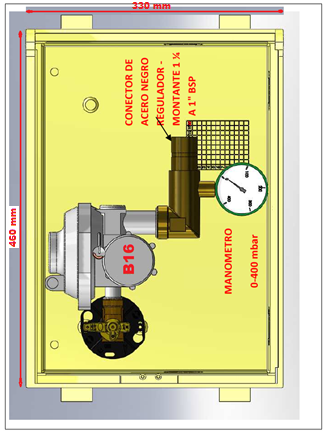 330 mm
460 mm
CONECTOR DE
ACERO NEGRO
REGULADOR -
MONTANTE 1 ¼
A 1" BSP
B16
MANOMETRO
0-400 mbar